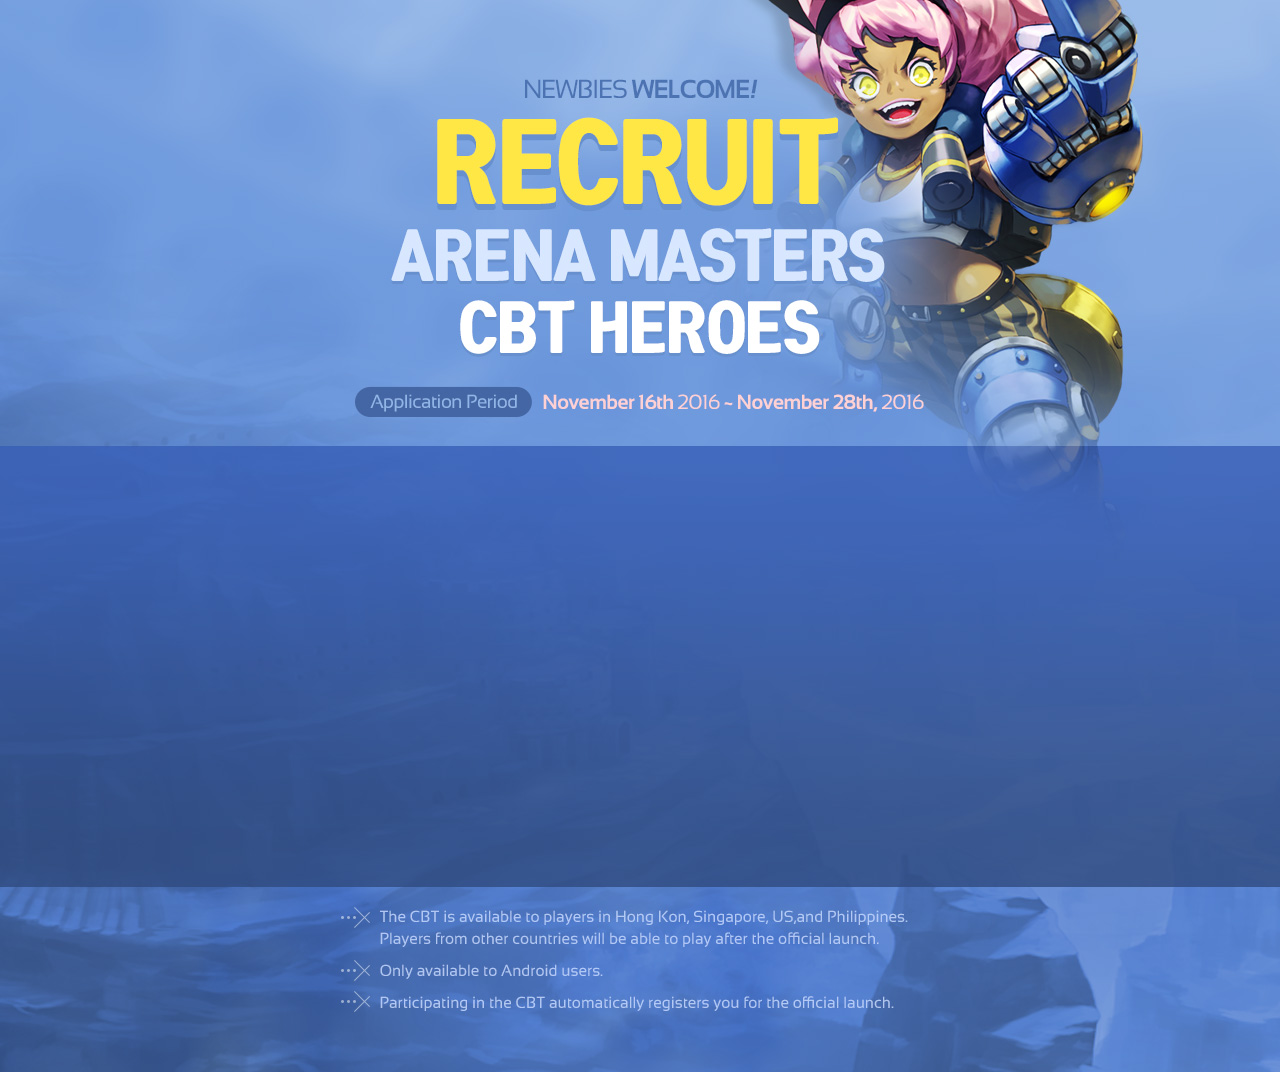 NEWBIES WELCOME!
RECRUIT
ARENA MASTERS
CBT HEROES
Application Period November 16th 2016 ~ November 28th, 2016
The CBT is available to players in Hong Kon, Singapore, US,and Philippines.
Players from other countries will be able to play after the official launch.
Only available to Android users.
Participating in the CBT automatically registers you for the official launch.